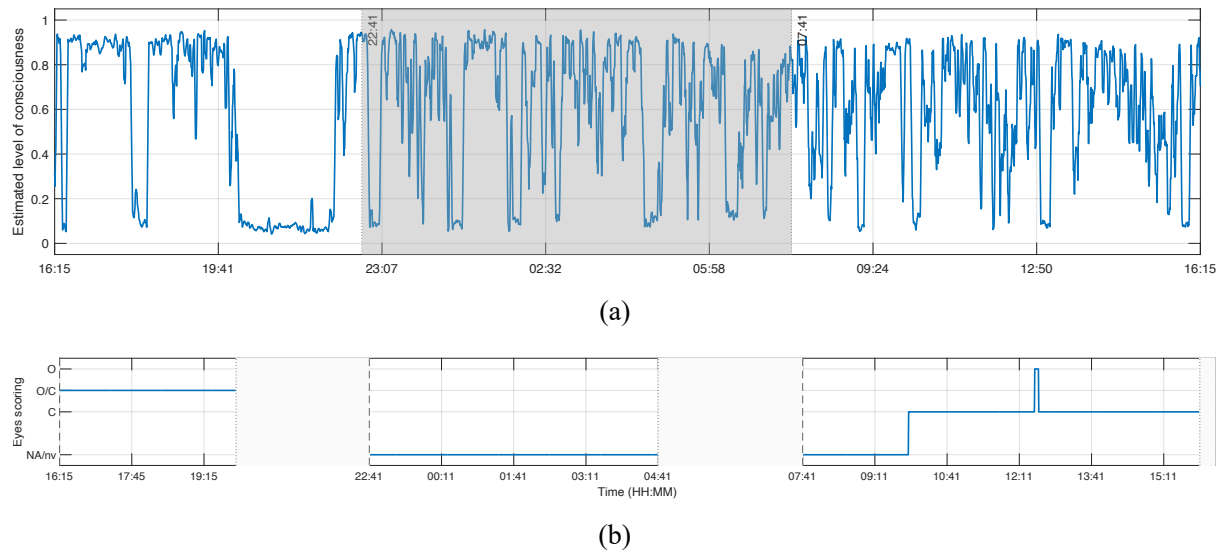 Estimated level of consciousness
1
0.8
0.6
0.4
0.2
0
22:41
07:41
16:15 19:41 23:07 02:32 05:58 09:24 12:50 16:15
(a)
Eyes scoring
O
O/C
C
NA/nv
16:15 17:45 19:15 22:41 00:11 01:41 03:11 04:41 07:41 09:11 10:41 12:11 13:41 15:11
Time (HH:MM)
(b)